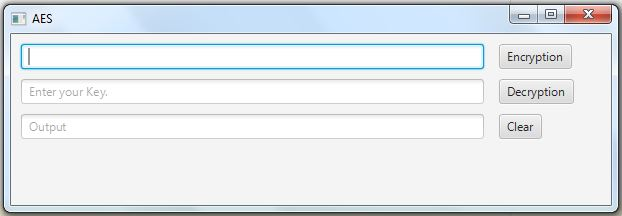 AES
Encryption
Enter your Key.
Decryption
Output
Clear